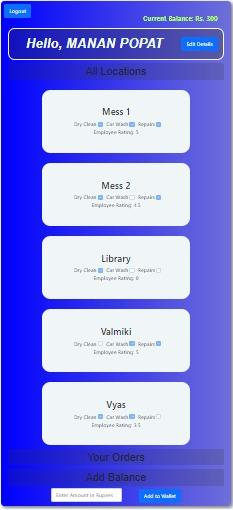 Logout
Current Balance: Rs. 300
Hello, MANAN POPAT
Edit Details
All Locations
Mess 1
Dry Clean Car Wash Repairs
Employee Rating: 5
Mess 2
Dry Clean Car Wash Repairs
Employee Rating: 4.5
Library
Dry Clean Car Wash Repairs
Employee Rating: 0
Valmiki
Dry Clean Car Wash Repairs
Employee Rating: 5
Vyas
Dry Clean Car Wash Repairs
Employee Rating: 3.5
Your Orders
Add Balance
Enter Amount in Rupees
Add to Wallet